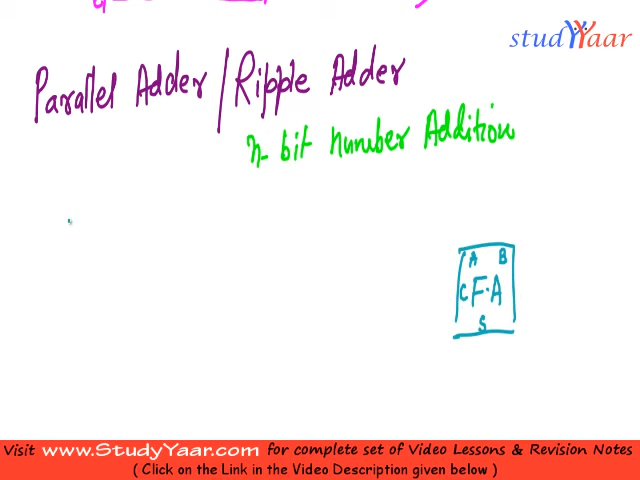 studYYaar
Parallel Adder / Ripple Adder
n-bit number Addition
A B
C F.A
S
Visit www.StudyYaar.com for complete set of Video Lessons & Revision Notes
( Click on the Link in the Video Description given below )